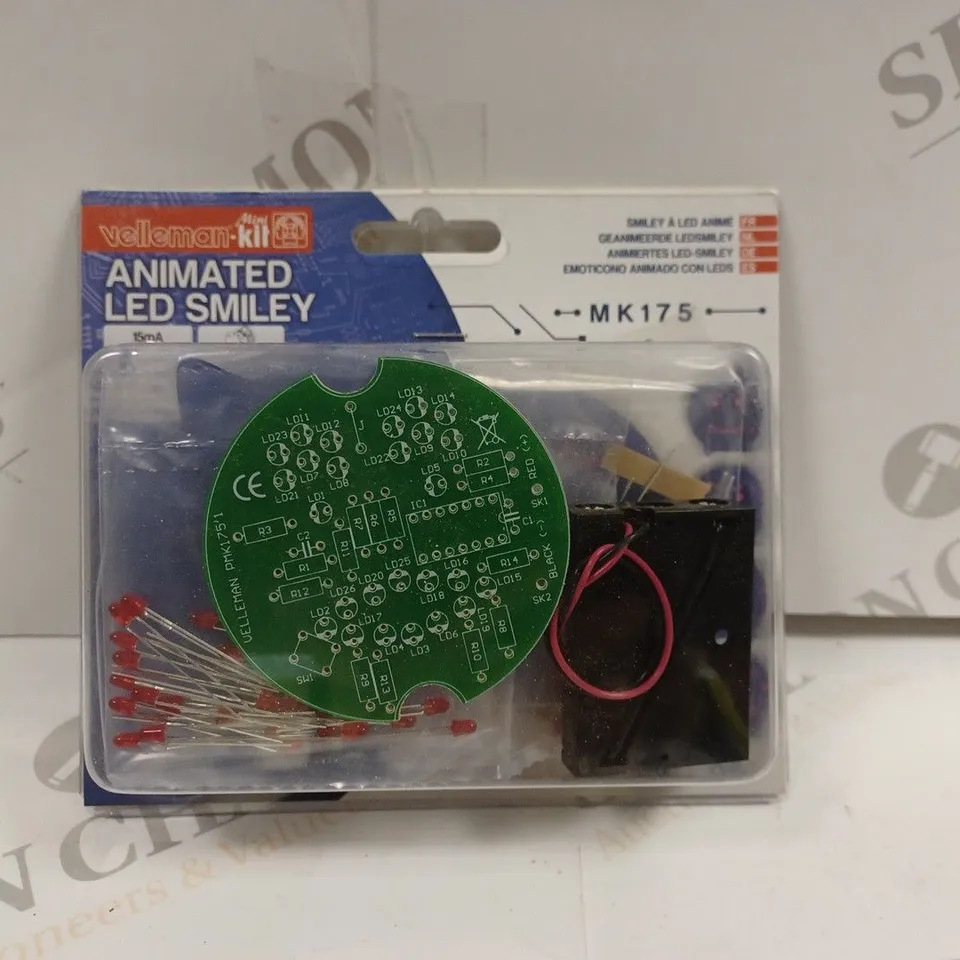 velleman-kit
Mini
ANIMATED
LED SMILEY
15mA
SMILEY À LED ANIMÉ FR
GEANIMEERDE LEDSMILEY NL
ANIMIERTES LED-SMILEY DE
EMOTICONO ANIMADO CON LEDS ES
MK175
LD13
LD24
LD14
LD11
LD23
LD12
J
LD22
LD9
LD10
LD7
LD8
LD21
LD5
R2
R4
RED (+)
SK1
CE
LD1
IC1
C1
R3
R7
R6
R5
C2
R11
R1
R12
R14
BLACK (-)
SK2
LD25
LD16
LD20
LD15
LD26
LD18
LD2
LD17
LD19
LD4
LD3
LD6
R8
R10
SW1
R9
R13
VELLEMAN PMK175'1
SIMON